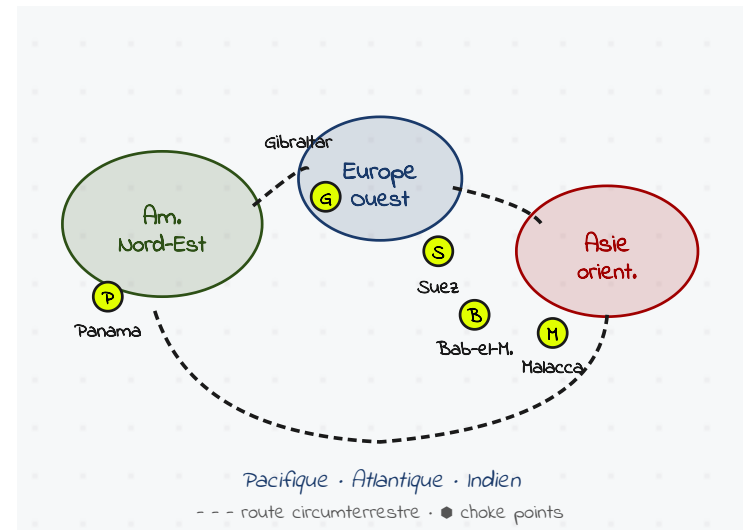 Gibraltar
Europe
ouest
G
Am.
Nord-Est
Asie
orient.
S
Suez
P
Panama
B
Bab-el-M.
M
Malacca
Pacifique · Atlantique · Indien
- - - route circumterrestre · ⬢ choke points